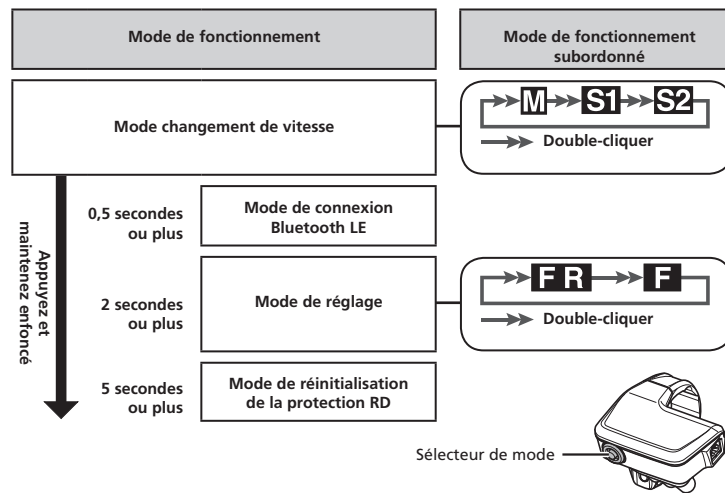 Mode de fonctionnement
Mode de fonctionnement
subordonné
Mode changement de vitesse
M S1 S2
Double-cliquer
Appuyez et
maintenez enfoncé
0,5 secondes
ou plus
Mode de connexion
Bluetooth LE
2 secondes
ou plus
Mode de réglage
F R F
Double-cliquer
5 secondes
ou plus
Mode de réinitialisation
de la protection RD
Sélecteur de mode